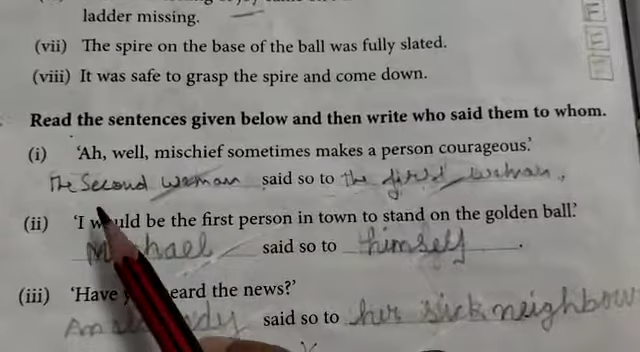 ladder missing.
(vii) The spire on the base of the ball was fully slated.
(viii) It was safe to grasp the spire and come down.
F
F
Read the sentences given below and then write who said them to whom.
(i) 'Ah, well, mischief sometimes makes a person courageous.'
The Second woman said so to the first woman.
(ii) 'I would be the first person in town to stand on the golden ball.'
said so to himself.
(iii) 'Have heard the news?'
said so to her sick neighbour